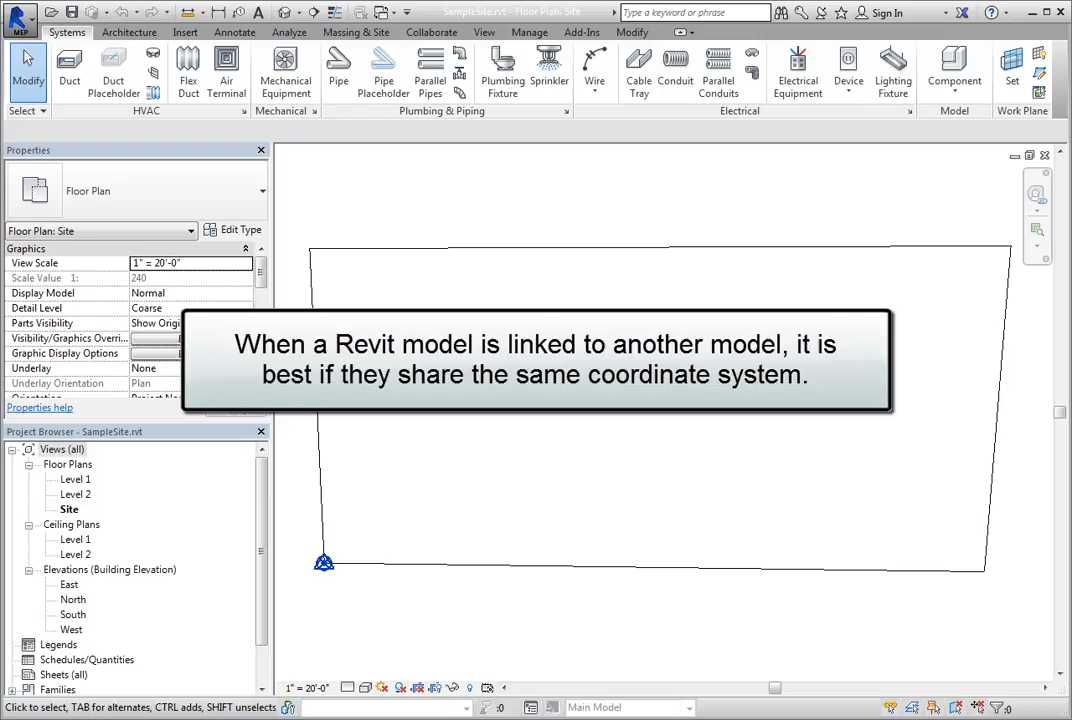 SampleSite.rvt - Floor Plan: Site
Type a keyword or phrase
Sign In
MEP
Systems
Architecture
Insert
Annotate
Analyze
Massing & Site
Collaborate
View
Manage
Add-Ins
Modify
Modify
Duct
Duct
Placeholder
Flex
Duct
Air
Terminal
Mechanical
Equipment
Pipe
Pipe
Placeholder
Parallel
Pipes
Plumbing
Fixture
Sprinkler
Wire
Cable
Tray
Conduit
Parallel
Conduits
Electrical
Equipment
Device
Lighting
Fixture
Component
Set
Select
HVAC
Mechanical
Plumbing & Piping
Electrical
Model
Work Plane
Properties
Floor Plan
Floor Plan: Site
Edit Type
Graphics
View Scale
1" = 20'-0"
Scale Value 1:
240
Display Model
Normal
Detail Level
Coarse
Parts Visibility
Show Origi
Visibility/Graphics Overri...
Graphic Display Options
Underlay
None
Underlay Orientation
Plan
Properties help
When a Revit model is linked to another model, it is
best if they share the same coordinate system.
Project Browser - SampleSite.rvt
Views (all)
Floor Plans
Level 1
Level 2
Site
Ceiling Plans
Level 1
Level 2
Elevations (Building Elevation)
East
North
South
West
Legends
Schedules/Quantities
Sheets (all)
Families
2D
1" = 20'-0"
Click to select, TAB for alternates, CTRL adds, SHIFT unselects
:0
Main Model
:0